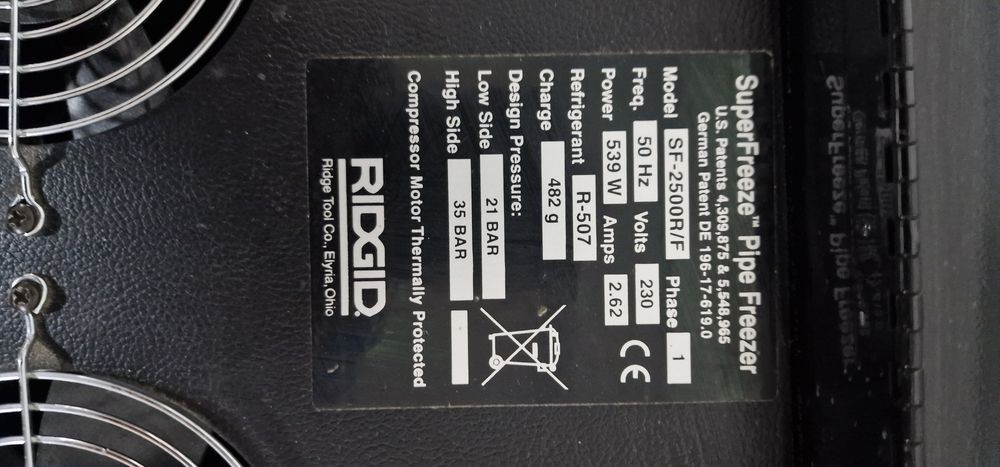 SuperFreeze™ Pipe Freezer
U.S. Patents 4,309,875 & 5,548,965
German Patent DE 196-17-619.0
Model SF-2500R/F Phase 1
Freq. 50 Hz Volts 230
Power 539 W Amps 2.62
Refrigerant R-507
Charge 482 g
Design Pressure:
Low Side 21 BAR
High Side 35 BAR
Compressor Motor Thermally Protected
RIDGID.
Ridge Tool Co., Elyria, Ohio